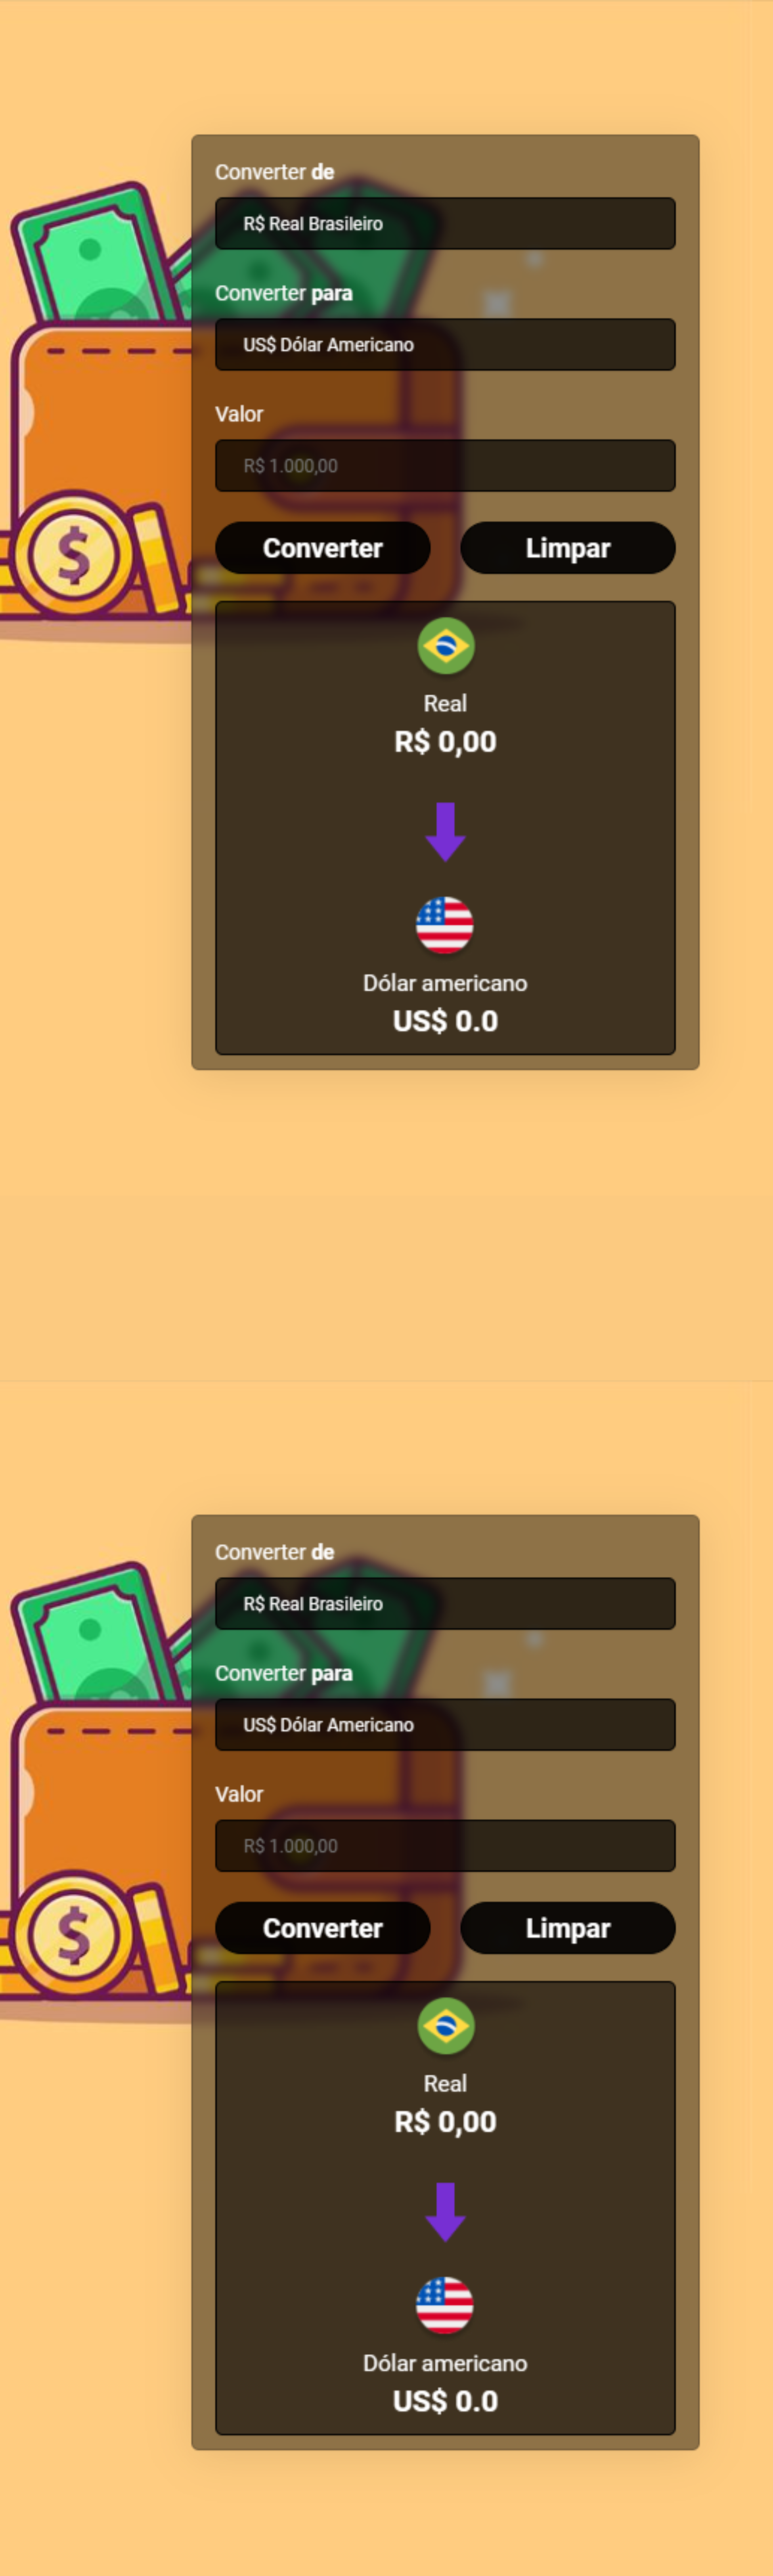 Converter de
R$ Real Brasileiro
Converter para
US$ Dólar Americano
Valor
R$ 1.000,00
Converter Limpar
Real
R$ 0,00
Dólar americano
US$ 0.0
$
Converter de
R$ Real Brasileiro
Converter para
US$ Dólar Americano
Valor
R$ 1.000,00
Converter Limpar
Real
R$ 0,00
Dólar americano
US$ 0.0
$